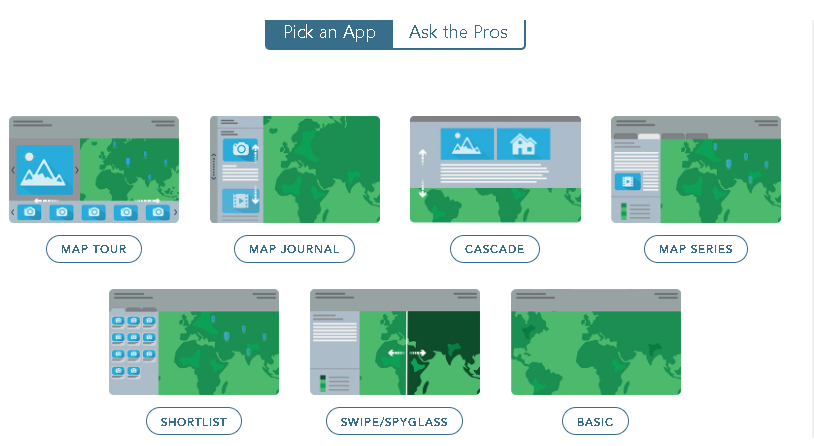 Pick an App
Ask the Pros
MAP TOUR
MAP JOURNAL
CASCADE
MAP SERIES
SHORTLIST
SWIPE/SPYGLASS
BASIC